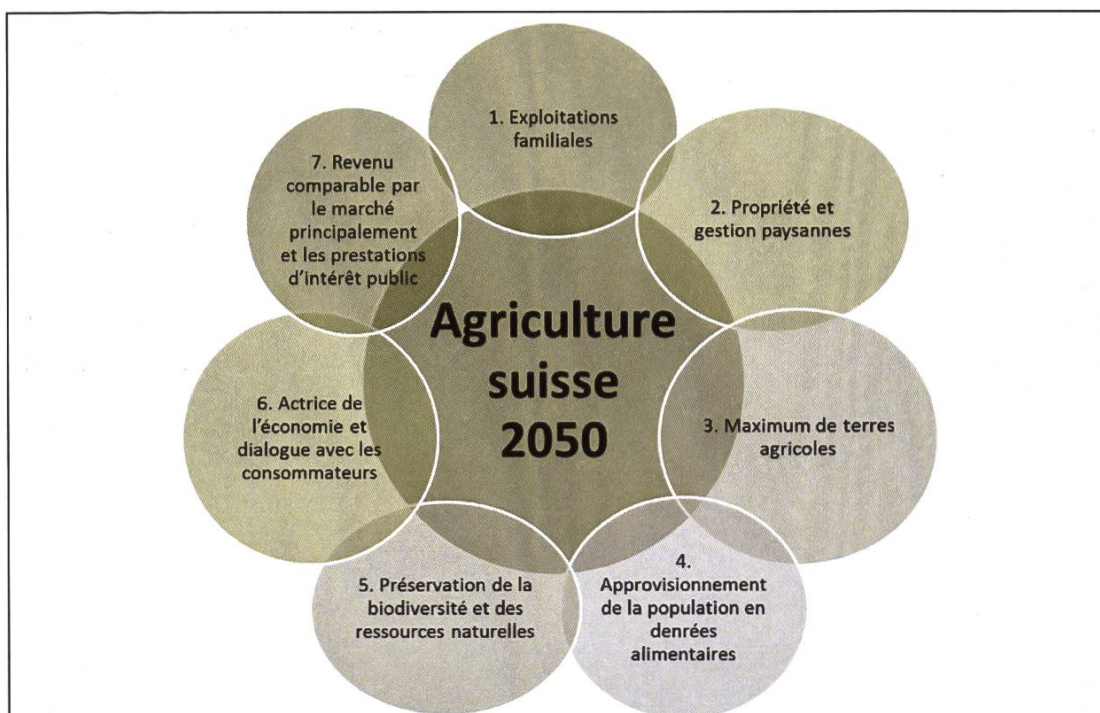 1. Exploitations
familiales
2. Propriété et
gestion paysannes
3. Maximum de terres
agricoles
4.
Approvisionnement
de la population en
denrées
alimentaires
5. Préservation de la
biodiversité et des
ressources naturelles
6. Actrice de
l'économie et
dialogue avec les
consommateurs
7. Revenu
comparable par
le marché
principalement
et les prestations
d'intérêt public
Agriculture
suisse
2050